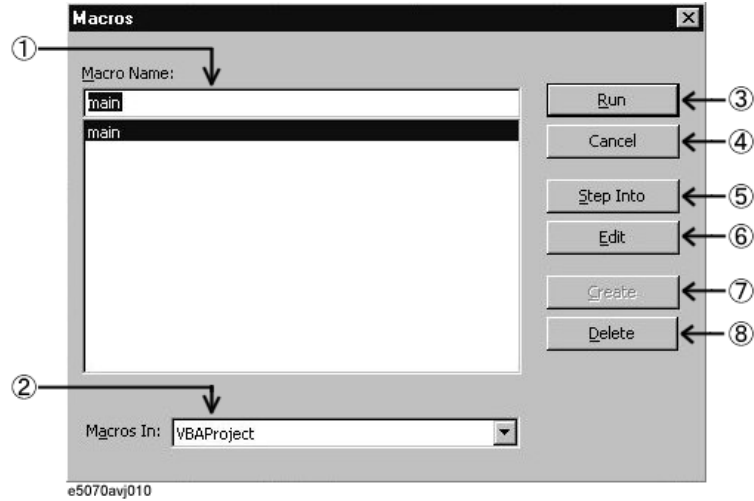 Macros
①
Macro Name:
main
main
Run
③
Cancel
④
Step Into
⑤
Edit
⑥
Create
⑦
Delete
⑧
②
Macros In:
VBAProject
e5070avj010